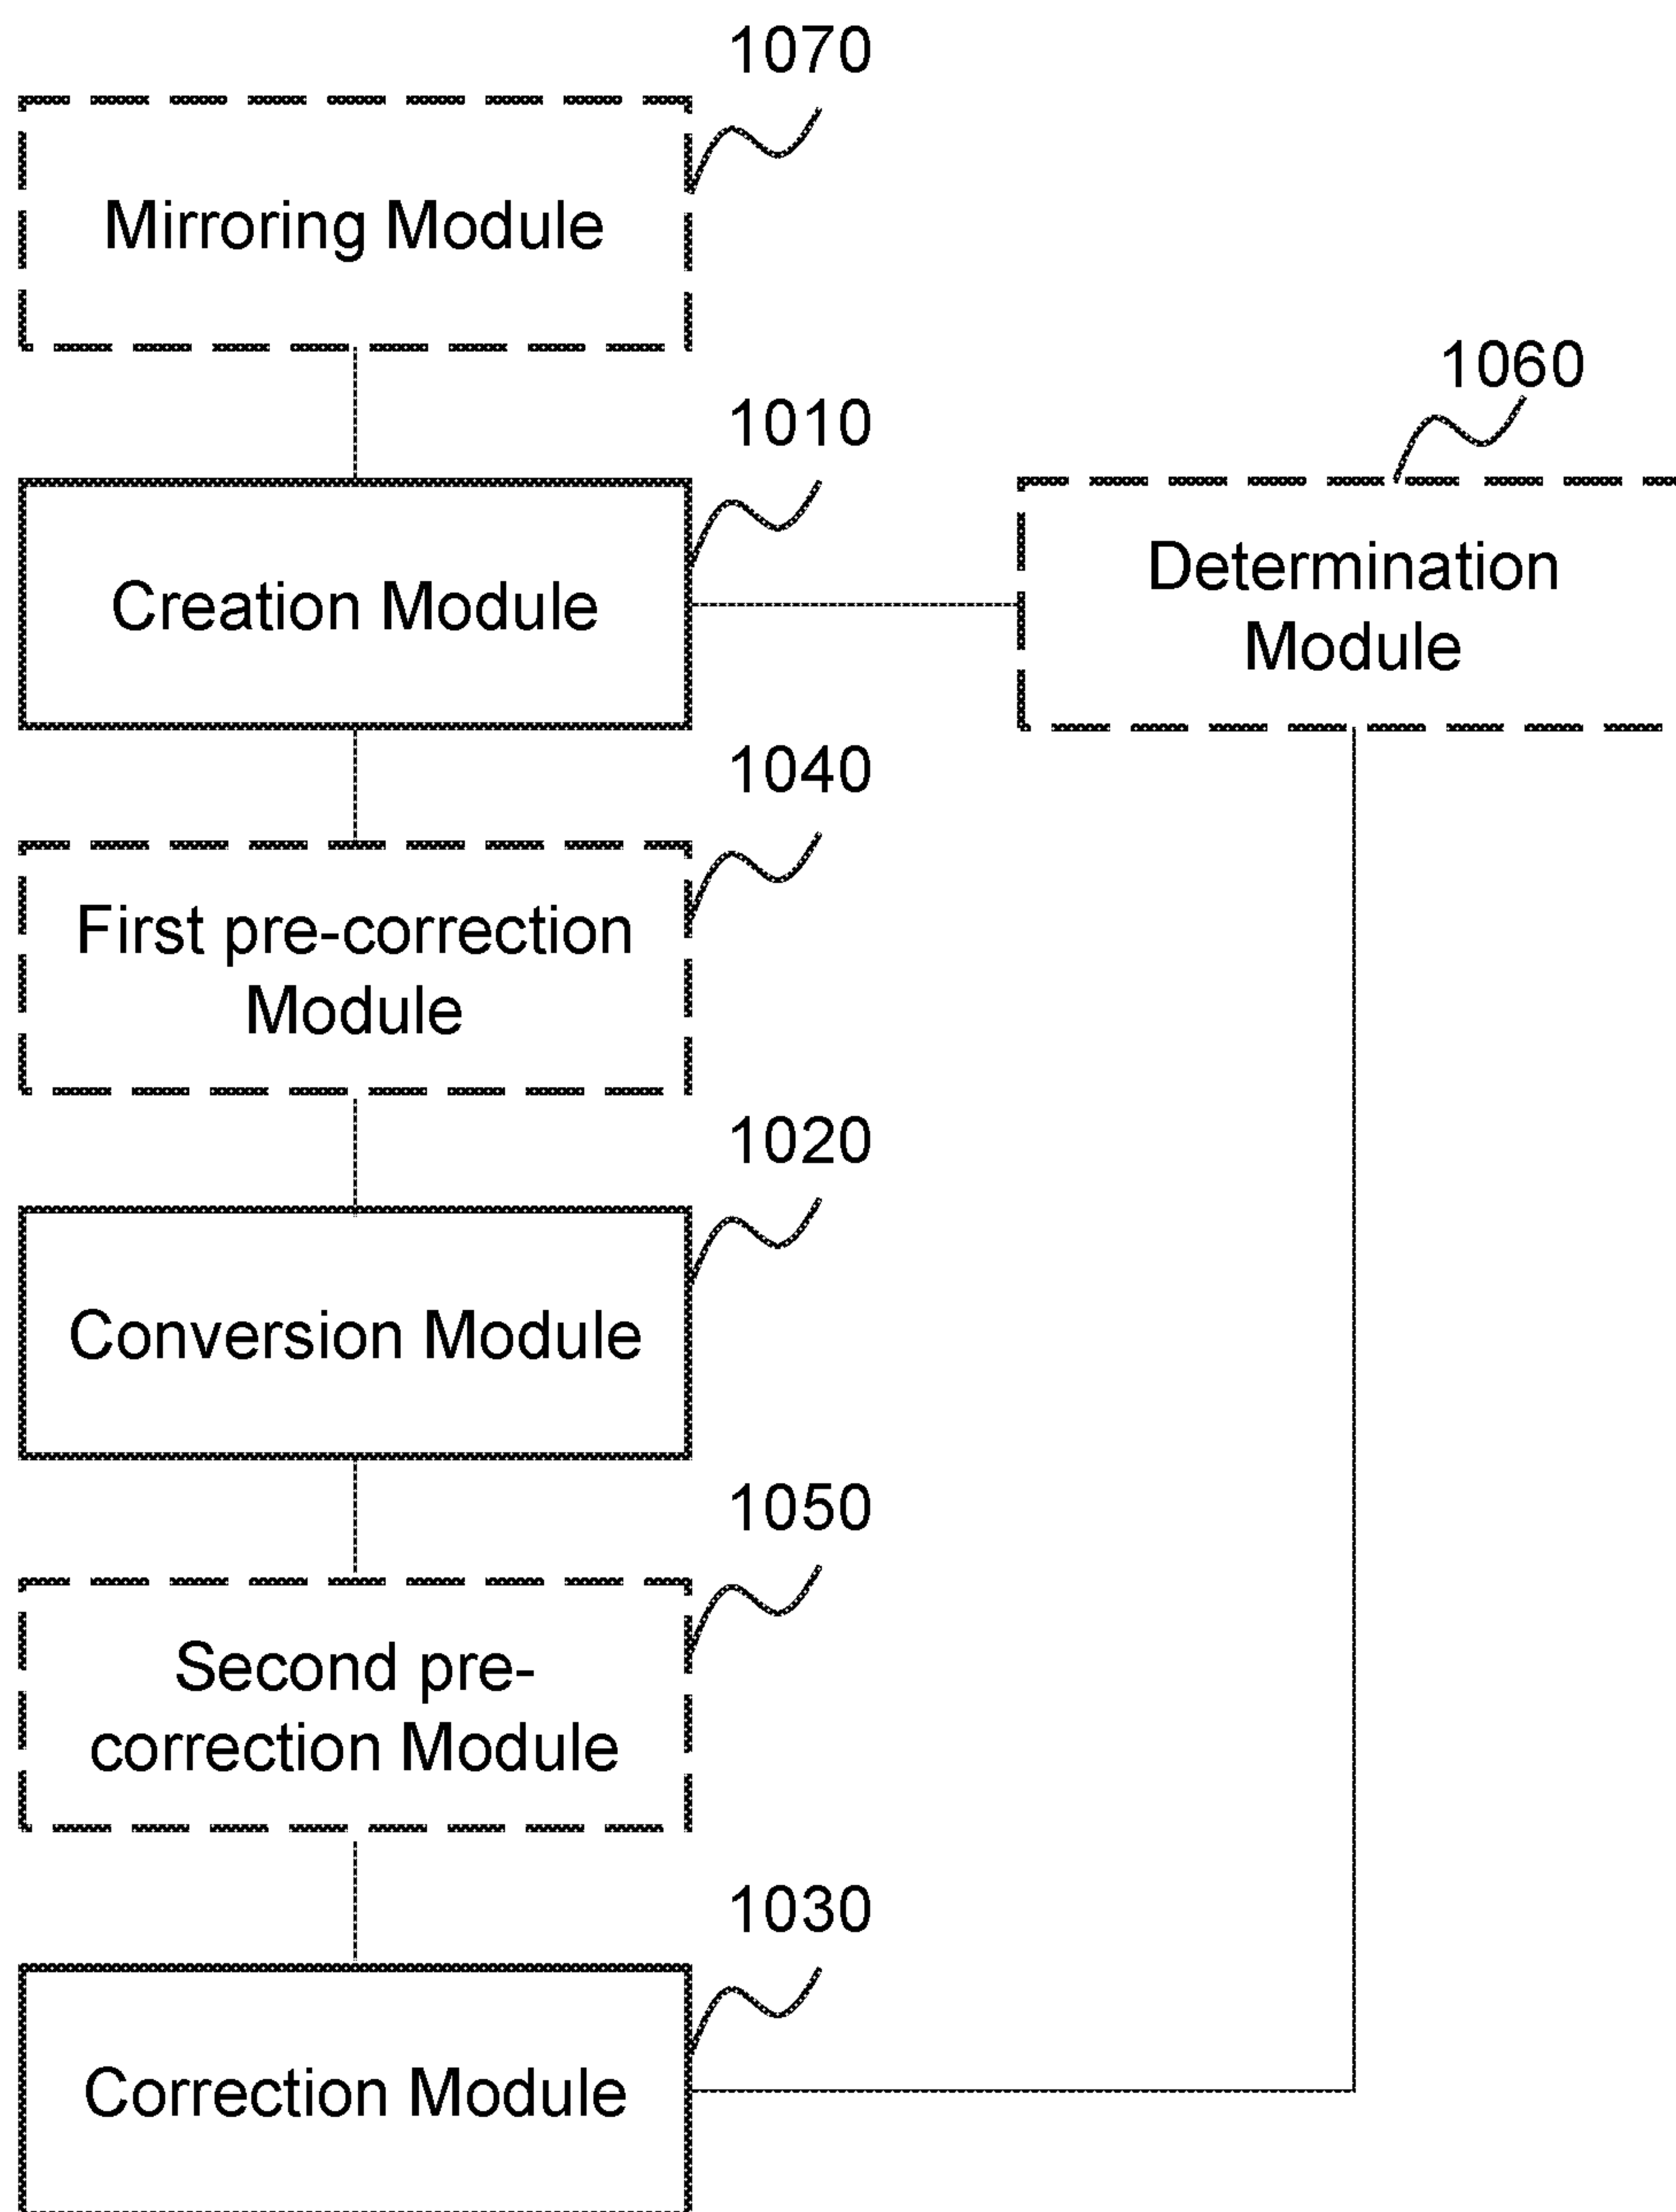 1070
Mirroring Module
1060
1010
Creation Module
Determination
Module
1040
First pre-correction
Module
1020
Conversion Module
1050
Second pre-
correction Module
1030
Correction Module